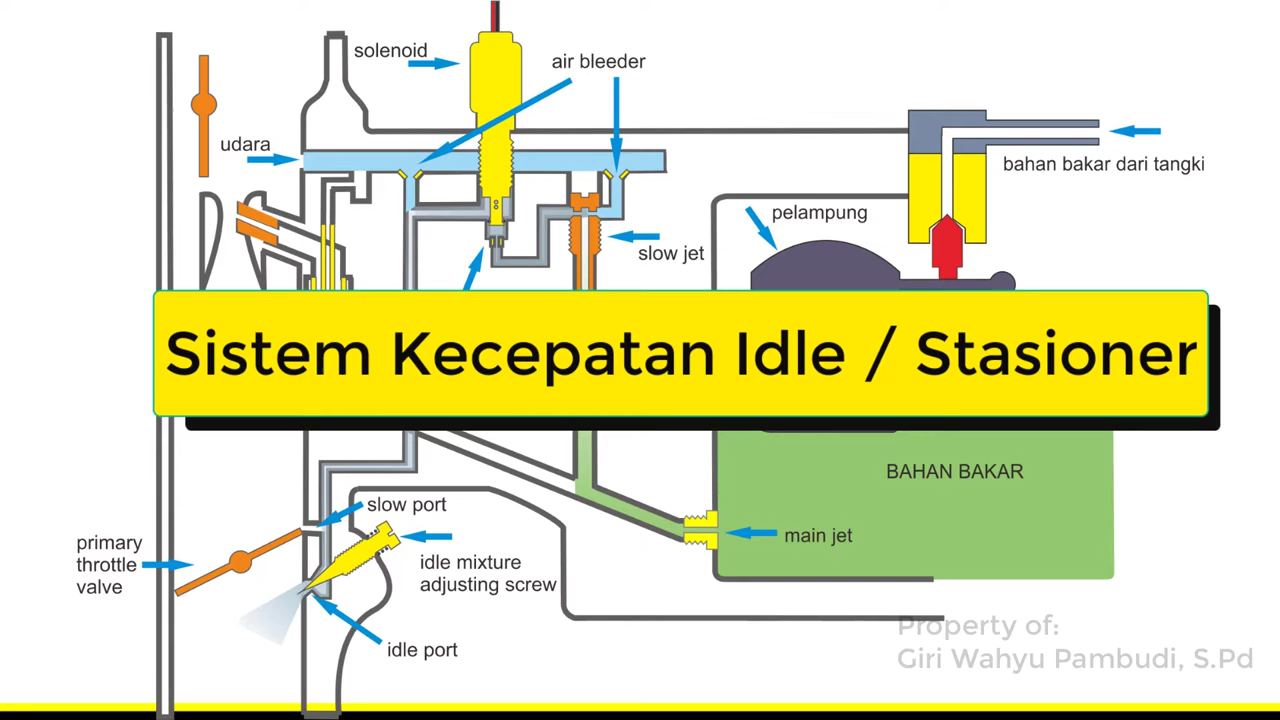 solenoid
air bleeder
udara
bahan bakar dari tangki
pelampung
slow jet
Sistem Kecepatan Idle / Stasioner
BAHAN BAKAR
slow port
main jet
primary
throttle
valve
idle mixture
adjusting screw
idle port
Property of:
Giri Wahyu Pambudi, S.Pd